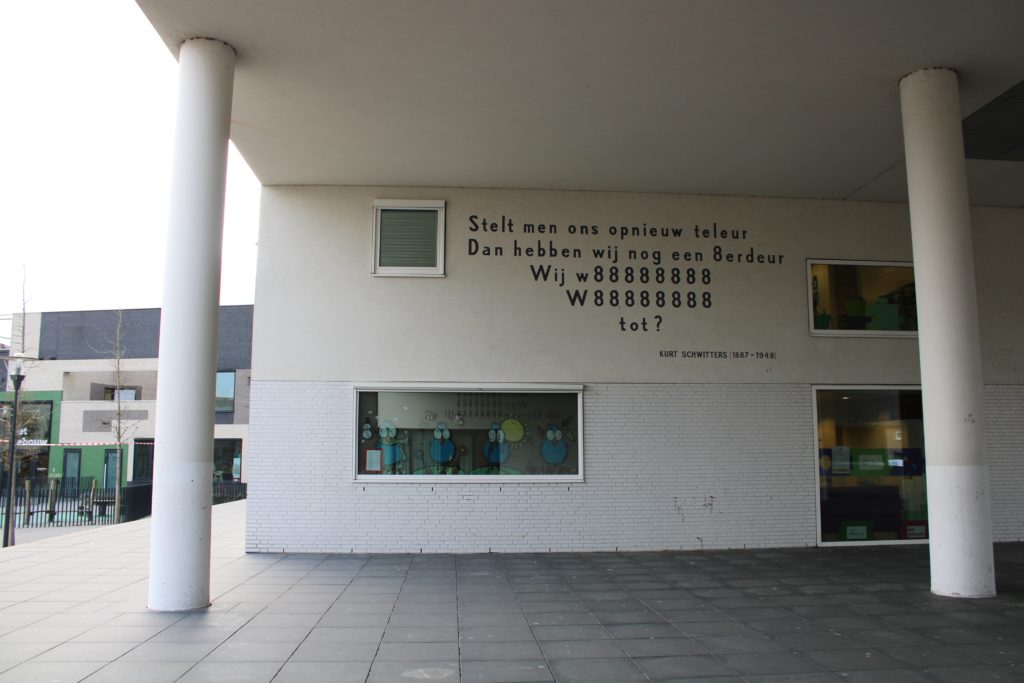 Stelt men ons opnieuw teleur
Dan hebben wij nog een 8erdeur
Wij w88888888
W88888888
tot?
KURT SCHWITTERS (1887-1948)